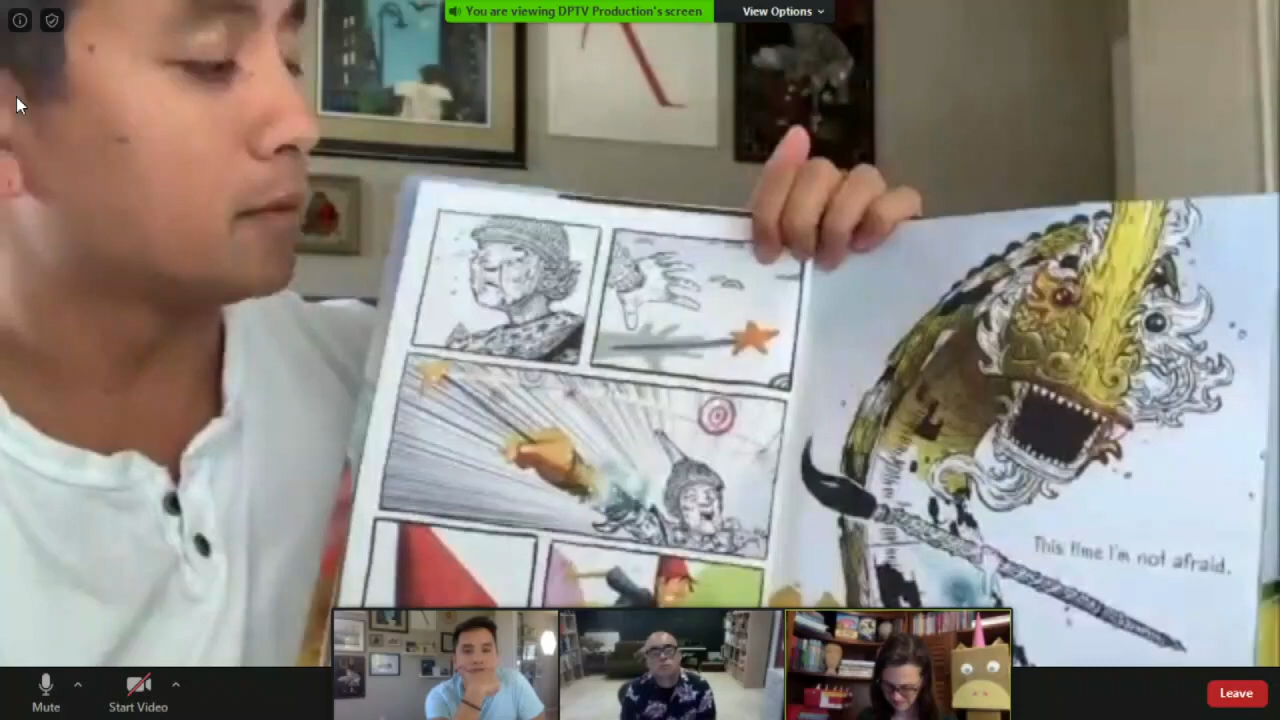 You are viewing DPTV Production's screen
View Options
This time I'm not afraid.
Mute
Start Video
Leave